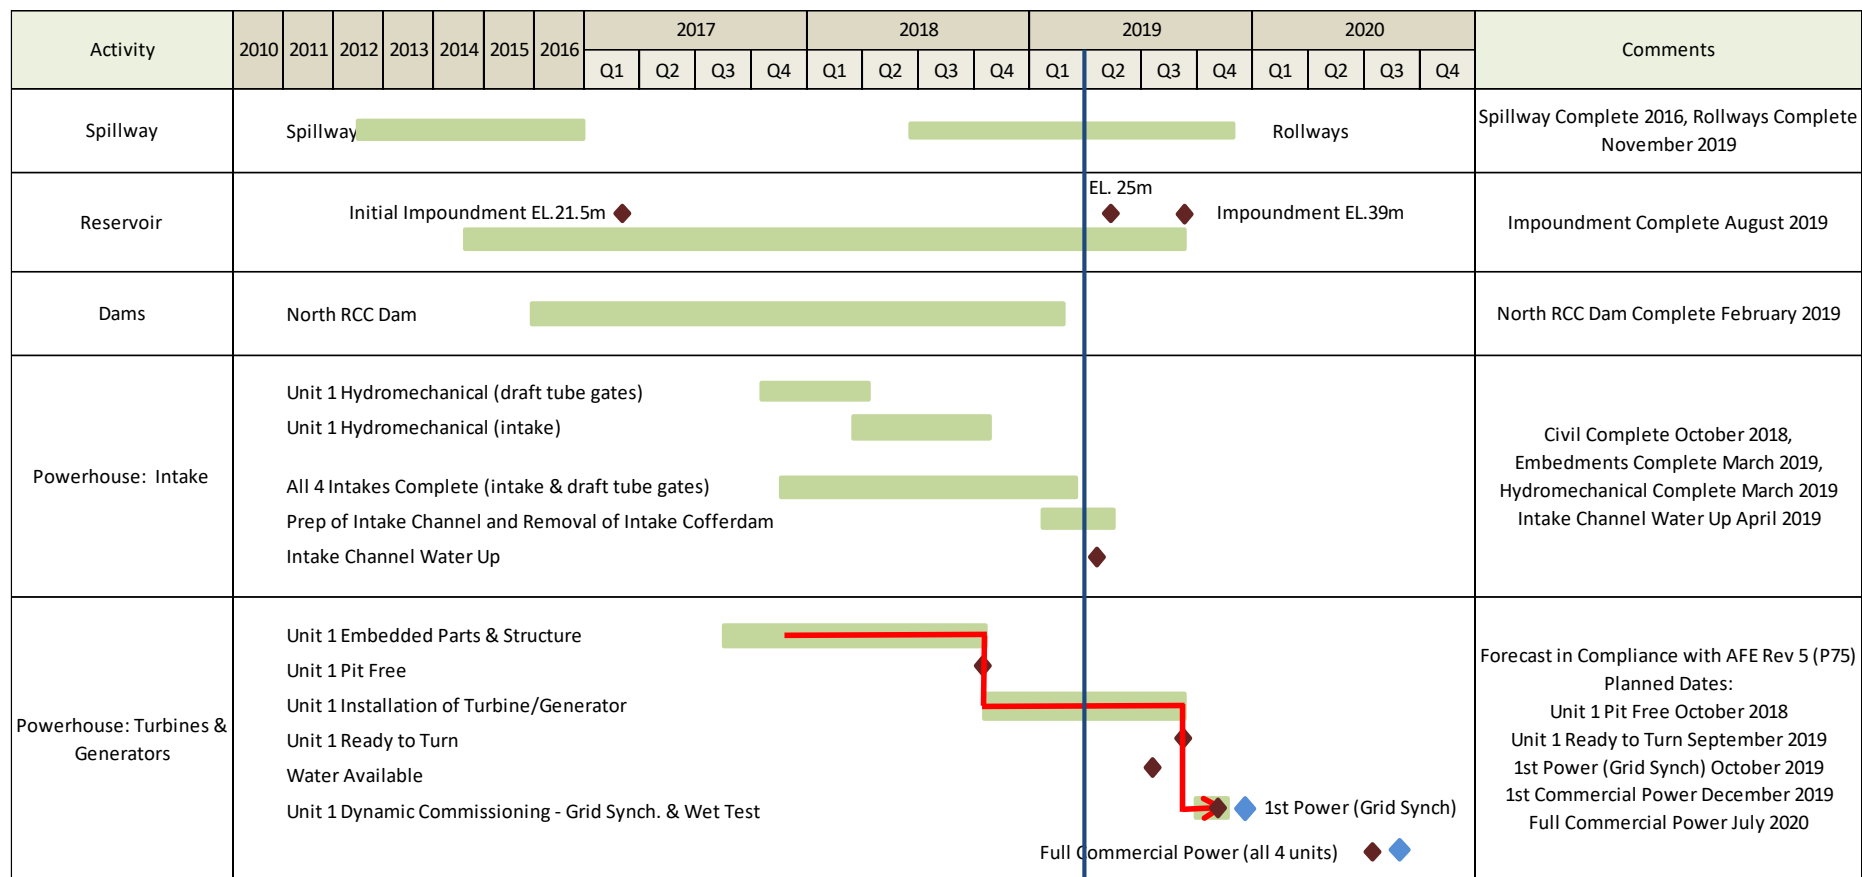 Activity
2010 2011 2012 2013 2014 2015 2016
2017 2018 2019 2020
Q1 Q2 Q3 Q4 Q1 Q2 Q3 Q4 Q1 Q2 Q3 Q4 Q1 Q2 Q3 Q4
Comments
Spillway
Spillway
Rollways
Spillway Complete 2016, Rollways Complete
November 2019
Reservoir
EL. 25m
Initial Impoundment EL.21.5m
Impoundment EL.39m
Impoundment Complete August 2019
Dams
North RCC Dam
North RCC Dam Complete February 2019
Powerhouse: Intake
Unit 1 Hydromechanical (draft tube gates)
Unit 1 Hydromechanical (intake)
All 4 Intakes Complete (intake & draft tube gates)
Prep of Intake Channel and Removal of Intake Cofferdam
Intake Channel Water Up
Civil Complete October 2018,
Embedments Complete March 2019,
Hydromechanical Complete March 2019
Intake Channel Water Up April 2019
Powerhouse: Turbines &
Generators
Unit 1 Embedded Parts & Structure
Unit 1 Pit Free
Unit 1 Installation of Turbine/Generator
Unit 1 Ready to Turn
Water Available
Unit 1 Dynamic Commissioning - Grid Synch. & Wet Test
1st Power (Grid Synch)
Full Commercial Power (all 4 units)
Forecast in Compliance with AFE Rev 5 (P75)
Planned Dates:
Unit 1 Pit Free October 2018
Unit 1 Ready to Turn September 2019
1st Power (Grid Synch) October 2019
1st Commercial Power December 2019
Full Commercial Power July 2020